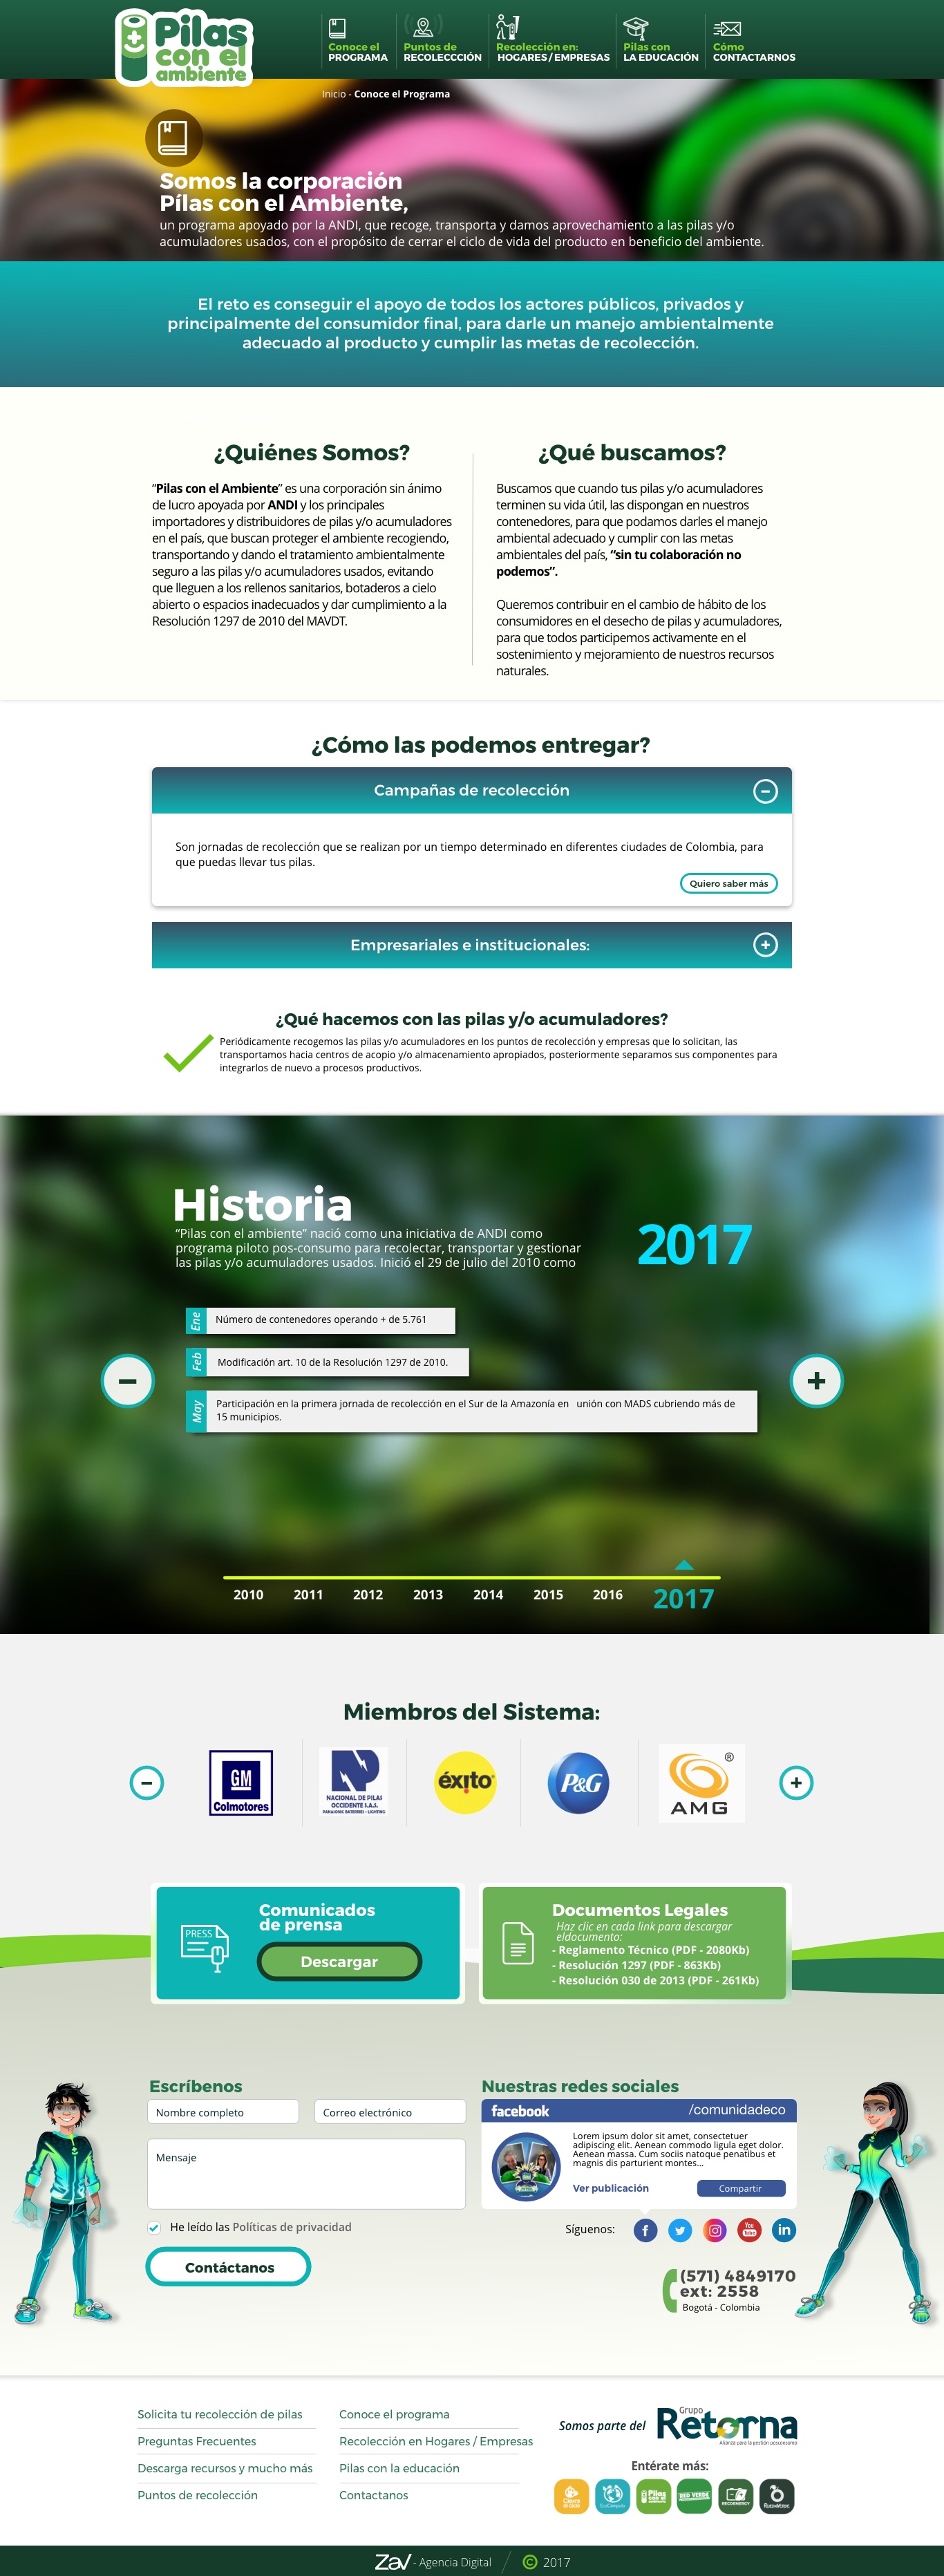 Pilas
con el
ambiente
Conoce el
PROGRAMA
Puntos de
RECOLECCCIÓN
Recolección en:
HOGARES / EMPRESAS
Pilas con
LA EDUCACIÓN
Cómo
CONTACTARNOS
Inicio - Conoce el Programa
Somos la corporación
Pílas con el Ambiente,
un programa apoyado por la ANDI, que recoge, transporta y damos aprovechamiento a las pilas y/o
acumuladores usados, con el propósito de cerrar el ciclo de vida del producto en beneficio del ambiente.
El reto es conseguir el apoyo de todos los actores públicos, privados y
principalmente del consumidor final, para darle un manejo ambientalmente
adecuado al producto y cumplir las metas de recolección.
¿Quiénes Somos?
“Pilas con el Ambiente” es una corporación sin ánimo
de lucro apoyada por ANDI y los principales
importadores y distribuidores de pilas y/o acumuladores
en el país, que buscan proteger el ambiente recogiendo,
transportando y dando el tratamiento ambientalmente
seguro a las pilas y/o acumuladores usados, evitando
que lleguen a los rellenos sanitarios, botaderos a cielo
abierto o espacios inadecuados y dar cumplimiento a la
Resolución 1297 de 2010 del MAVDT.
¿Qué buscamos?
Buscamos que cuando tus pilas y/o acumuladores
terminen su vida útil, las dispongan en nuestros
contenedores, para que podamos darles el manejo
ambiental adecuado y cumplir con las metas
ambientales del país, “sin tu colaboración no
podemos”.
Queremos contribuir en el cambio de hábito de los
consumidores en el desecho de pilas y acumuladores,
para que todos participemos activamente en el
sostenimiento y mejoramiento de nuestros recursos
naturales.
¿Cómo las podemos entregar?
Campañas de recolección
Son jornadas de recolección que se realizan por un tiempo determinado en diferentes ciudades de Colombia, para
que puedas llevar tus pilas.
Quiero saber más
Empresariales e institucionales:
¿Qué hacemos con las pilas y/o acumuladores?
Periódicamente recogemos las pilas y/o acumuladores en los puntos de recolección y empresas que lo solicitan, las
transportamos hacia centros de acopio y/o almacenamiento apropiados, posteriormente separamos sus componentes para
integrarlos de nuevo a procesos productivos.
Historia
“Pilas con el ambiente” nació como una iniciativa de ANDI como
programa piloto pos-consumo para recolectar, transportar y gestionar
las pilas y/o acumuladores usados. Inició el 29 de julio del 2010 como
2017
Ene
Número de contenedores operando + de 5.761
Feb
Modificación art. 10 de la Resolución 1297 de 2010.
May
Participación en la primera jornada de recolección en el Sur de la Amazonía en unión con MADS cubriendo más de
15 municipios.
2010 2011 2012 2013 2014 2015 2016 2017
Miembros del Sistema:
GM
Colmotores
NACIONAL DE PILAS
OCCIDENTE S.A.S.
PANASONIC BATERIES - LIGHTING
éxito
P&G
AMG ®
Comunicados
de prensa
PRESS
Descargar
Documentos Legales
Haz clic en cada link para descargar
eldocumento:
- Reglamento Técnico (PDF - 2080Kb)
- Resolución 1297 (PDF - 863Kb)
- Resolución 030 de 2013 (PDF - 261Kb)
Escríbenos
Nombre completo
Correo electrónico
Mensaje
He leído las Políticas de privacidad
Contáctanos
Nuestras redes sociales
facebook
/comunidadeco
Lorem ipsum dolor sit amet, consectetuer
adipiscing elit. Aenean commodo ligula eget dolor.
Aenean massa. Cum sociis natoque penatibus et
magnis dis parturient montes...
Ver publicación
Compartir
Síguenos:
f
You
Tube
in
(571) 4849170
ext: 2558
Bogotá - Colombia
Solicita tu recolección de pilas
Preguntas Frecuentes
Descarga recursos y mucho más
Puntos de recolección
Conoce el programa
Recolección en Hogares / Empresas
Pilas con la educación
Contactanos
Somos parte del
Grupo
Retorna
Alianza para la gestión posconsumo
Entérate más:
Pilas
RED VERDE
Zav - Agencia Digital
© 2017